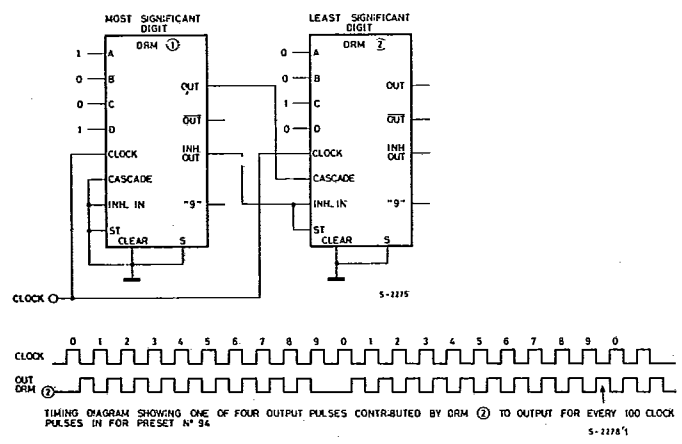 MOST SIGNIFICANT DIGIT
LEAST SIGNIFICANT DIGIT
DRM 1
DRM 2
1 A
0 B
0 C
1 D
CLOCK
CASCADE
INH. IN
ST
CLEAR S
OUT
OUT
INH OUT
"9"
0 A
0 B
1 C
0 D
CLOCK
CASCADE
INH. IN
ST
CLEAR S
OUT
OUT
INH OUT
"9"
CLOCK
S-2275
0 1 2 3 4 5 6 7 8 9 0 1 2 3 4 5 6 7 8 9 0
CLOCK
OUT
DRM 2
TIMING DIAGRAM SHOWING ONE OF FOUR OUTPUT PULSES CONTRIBUTED BY DRM 2 TO OUTPUT FOR EVERY 100 CLOCK
PULSES IN FOR PRESET Nº 94
S-2278/1